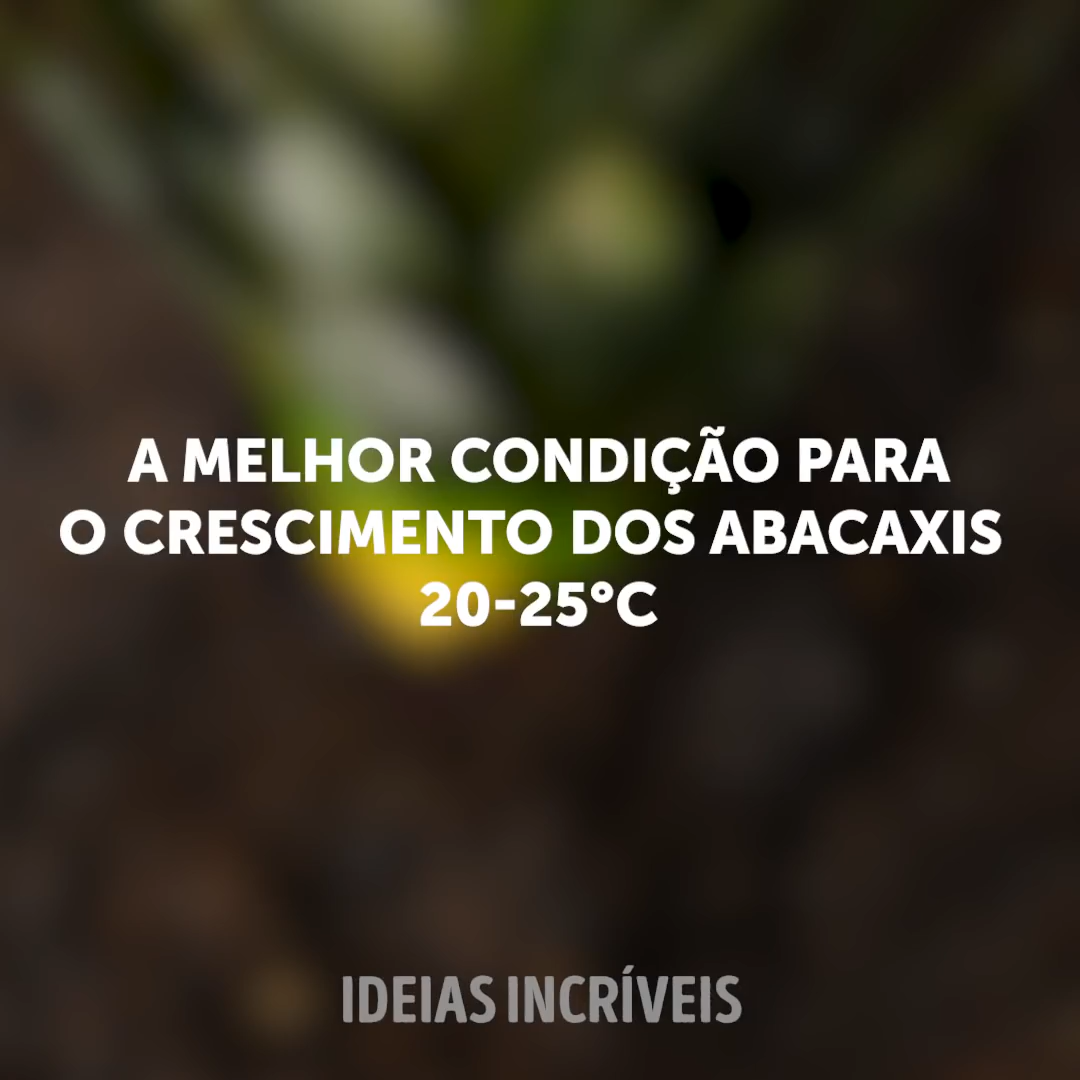 A MELHOR CONDIÇÃO PARA
O CRESCIMENTO DOS ABACAXIS
20-25°C
IDEIAS INCRÍVEIS